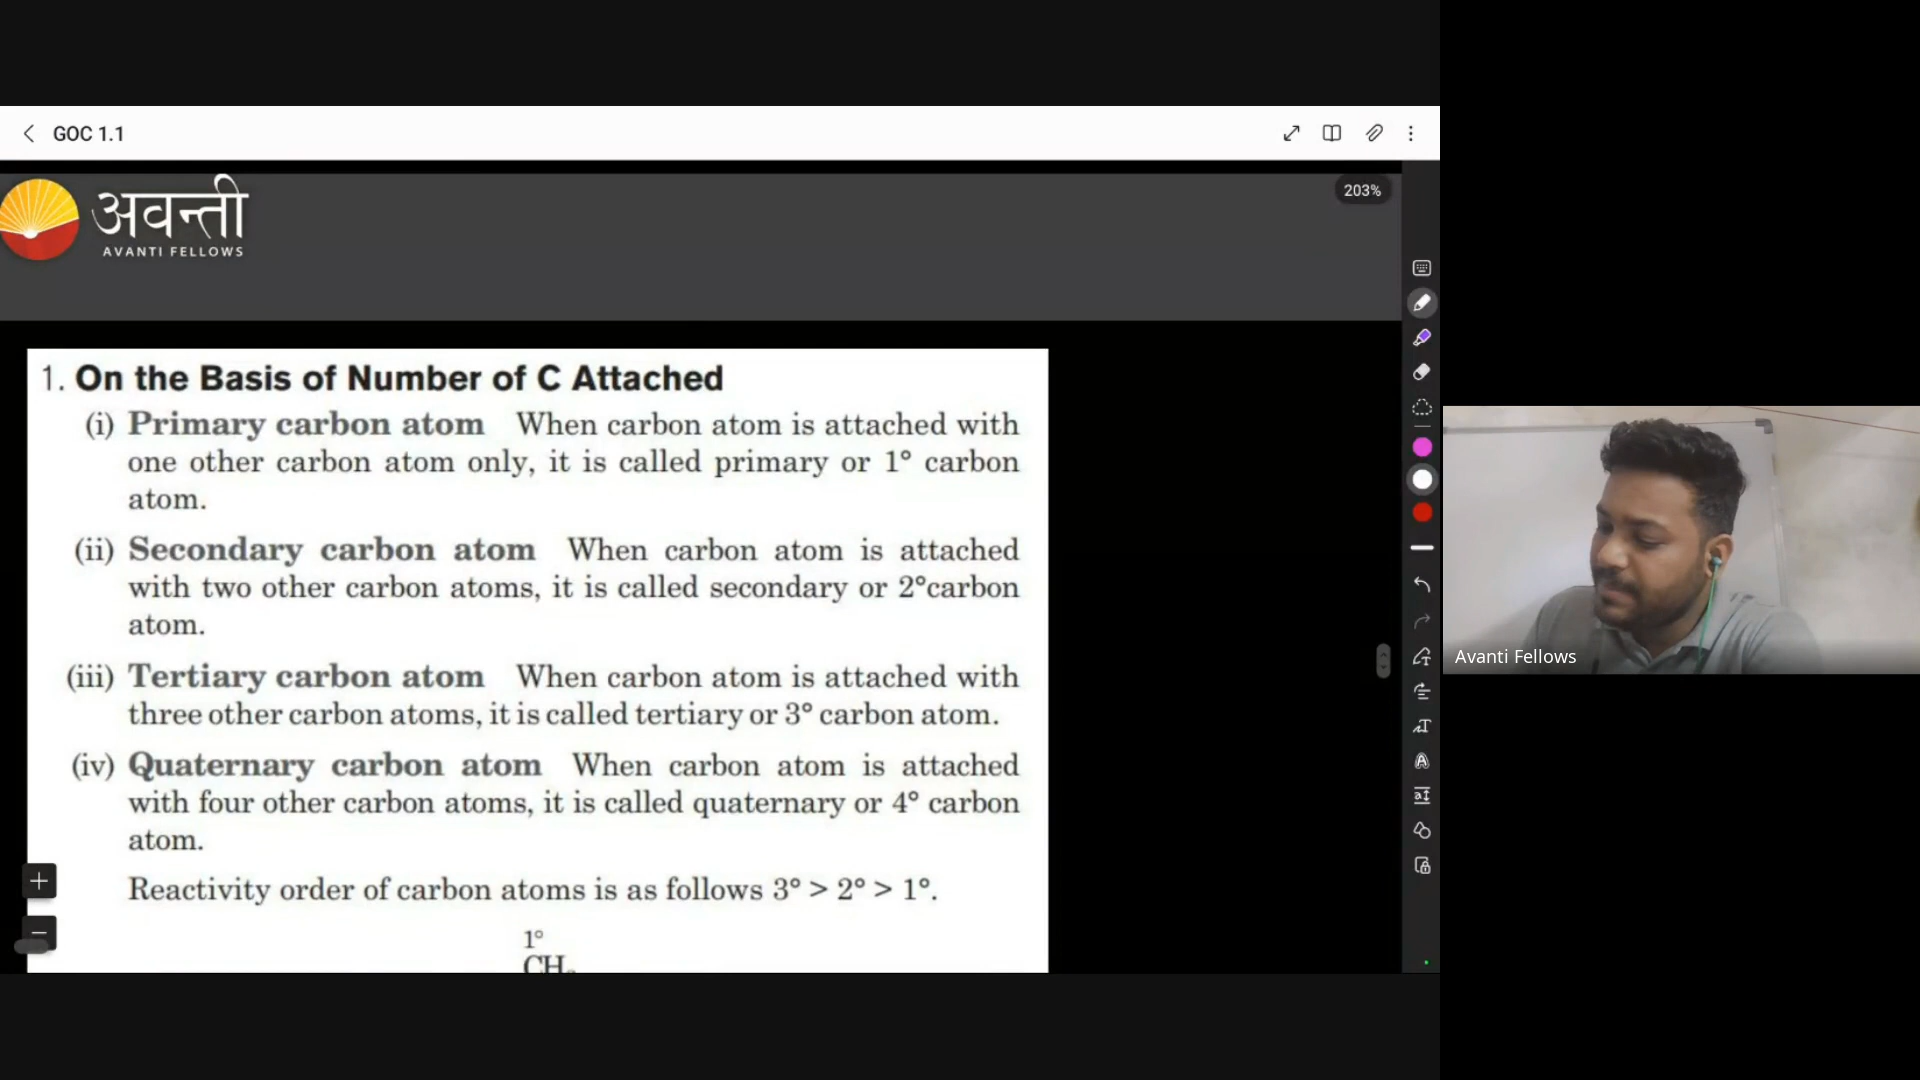 GOC 1.1
अवन्ती
AVANTI FELLOWS
203%
1. On the Basis of Number of C Attached
(i) Primary carbon atom When carbon atom is attached with
one other carbon atom only, it is called primary or 1° carbon
atom.
(ii) Secondary carbon atom When carbon atom is attached
with two other carbon atoms, it is called secondary or 2°carbon
atom.
(iii) Tertiary carbon atom When carbon atom is attached with
three other carbon atoms, it is called tertiary or 3° carbon atom.
(iv) Quaternary carbon atom When carbon atom is attached
with four other carbon atoms, it is called quaternary or 4° carbon
atom.
Reactivity order of carbon atoms is as follows 3° > 2° > 1°.
1°
CH
Avanti Fellows